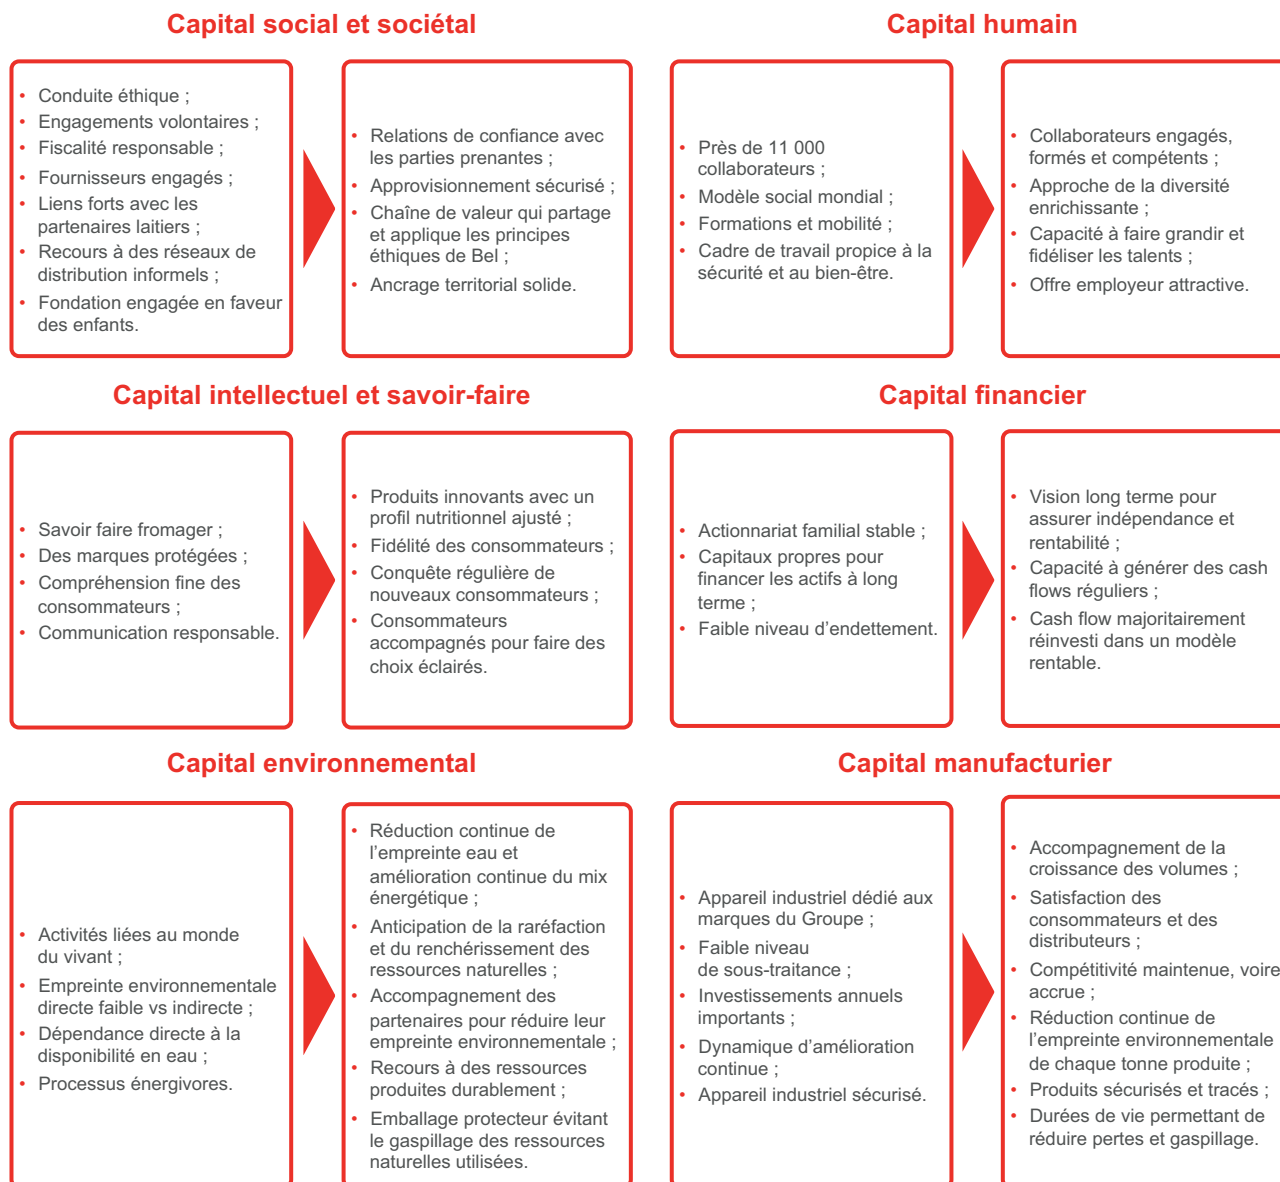 Capital social et sociétal
• Conduite éthique ;
• Engagements volontaires ;
• Fiscalité responsable ;
• Fournisseurs engagés ;
• Liens forts avec les
partenaires laitiers ;
• Recours à des réseaux de
distribution informels ;
• Fondation engagée en faveur
des enfants.
• Relations de confiance avec
les parties prenantes ;
• Approvisionnement sécurisé ;
• Chaîne de valeur qui partage
et applique les principes
éthiques de Bel ;
• Ancrage territorial solide.
Capital humain
• Près de 11 000
collaborateurs ;
• Modèle social mondial ;
• Formations et mobilité ;
• Cadre de travail propice à la
sécurité et au bien-être.
• Collaborateurs engagés,
formés et compétents ;
• Approche de la diversité
enrichissante ;
• Capacité à faire grandir et
fidéliser les talents ;
• Offre employeur attractive.
Capital intellectuel et savoir-faire
• Savoir faire fromager ;
• Des marques protégées ;
• Compréhension fine des
consommateurs ;
• Communication responsable.
• Produits innovants avec un
profil nutritionnel ajusté ;
• Fidélité des consommateurs ;
• Conquête régulière de
nouveaux consommateurs ;
• Consommateurs
accompagnés pour faire des
choix éclairés.
Capital financier
• Actionnariat familial stable ;
• Capitaux propres pour
financer les actifs à long
terme ;
• Faible niveau d’endettement.
• Vision long terme pour
assurer indépendance et
rentabilité ;
• Capacité à générer des cash
flows réguliers ;
• Cash flow majoritairement
réinvesti dans un modèle
rentable.
Capital environnemental
• Activités liées au monde
du vivant ;
• Empreinte environnementale
directe faible vs indirecte ;
• Dépendance directe à la
disponibilité en eau ;
• Processus énergivores.
• Réduction continue de
l’empreinte eau et
amélioration continue du mix
énergétique ;
• Anticipation de la raréfaction
et du renchérissement des
ressources naturelles ;
• Accompagnement des
partenaires pour réduire leur
empreinte environnementale ;
• Recours à des ressources
produites durablement ;
• Emballage protecteur évitant
le gaspillage des ressources
naturelles utilisées.
Capital manufacturier
• Appareil industriel dédié aux
marques du Groupe ;
• Faible niveau
de sous-traitance ;
• Investissements annuels
importants ;
• Dynamique d’amélioration
continue ;
• Appareil industriel sécurisé.
• Accompagnement de la
croissance des volumes ;
• Satisfaction des
consommateurs et des
distributeurs ;
• Compétitivité maintenue, voire
accrue ;
• Réduction continue de
l’empreinte environnementale
de chaque tonne produite ;
• Produits sécurisés et tracés ;
• Durées de vie permettant de
réduire pertes et gaspillage.